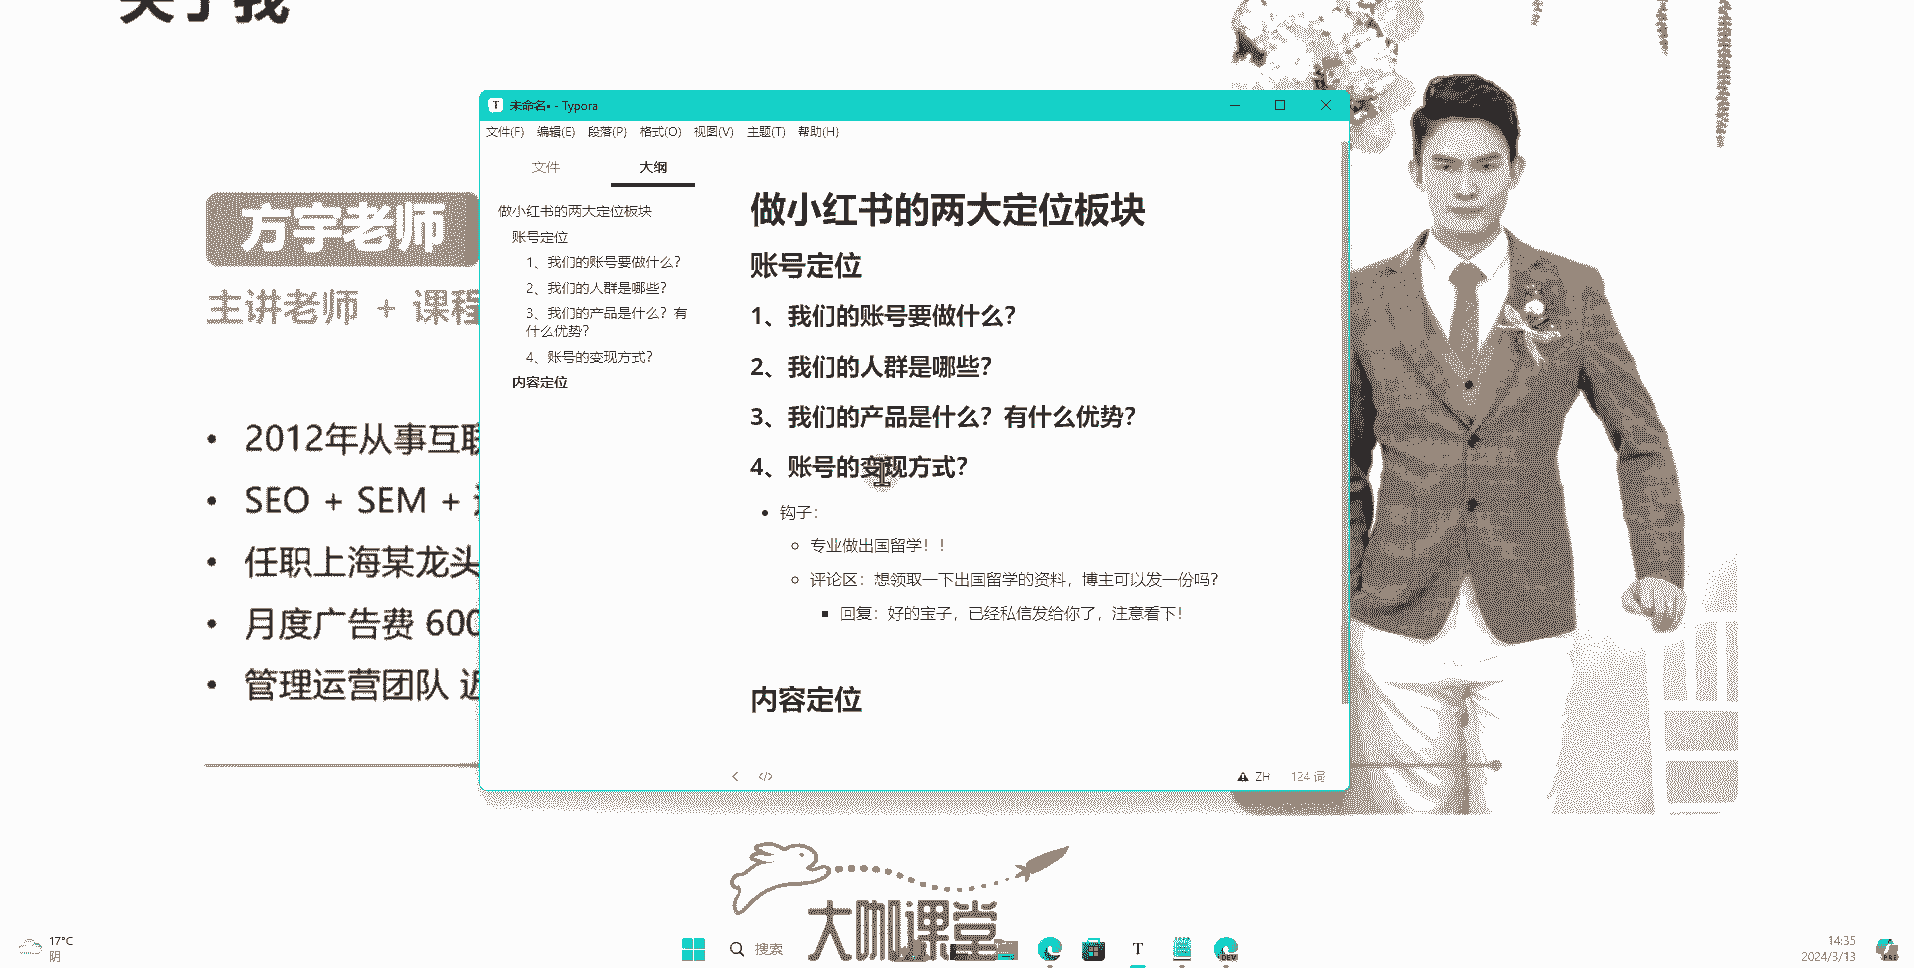 关于我
方宇老师
主讲老师 + 课程
2012年从事互联
SEO + SEM +
任职上海某龙头
月度广告费 600
管理运营团队 近
未命名• - Typora
文件(F) 编辑(E) 段落(P) 格式(O) 视图(V) 主题(T) 帮助(H)
文件 大纲
做小红书的两大定位板块
账号定位
1、我们的账号要做什么？
2、我们的人群是哪些？
3、我们的产品是什么？有
什么优势？
4、账号的变现方式？
内容定位
做小红书的两大定位板块
账号定位
1、我们的账号要做什么？
2、我们的人群是哪些？
3、我们的产品是什么？有什么优势？
4、账号的变现方式？
钩子：
专业做出国留学！！
评论区：想领取一下出国留学的资料，博主可以发一份吗？
回复：好的宝子，已经私信发给你了，注意看下！
内容定位
ZH 124 词
大咖课堂
17°C
阴
搜索
T
DEV
14:35
2024/3/13
PRE